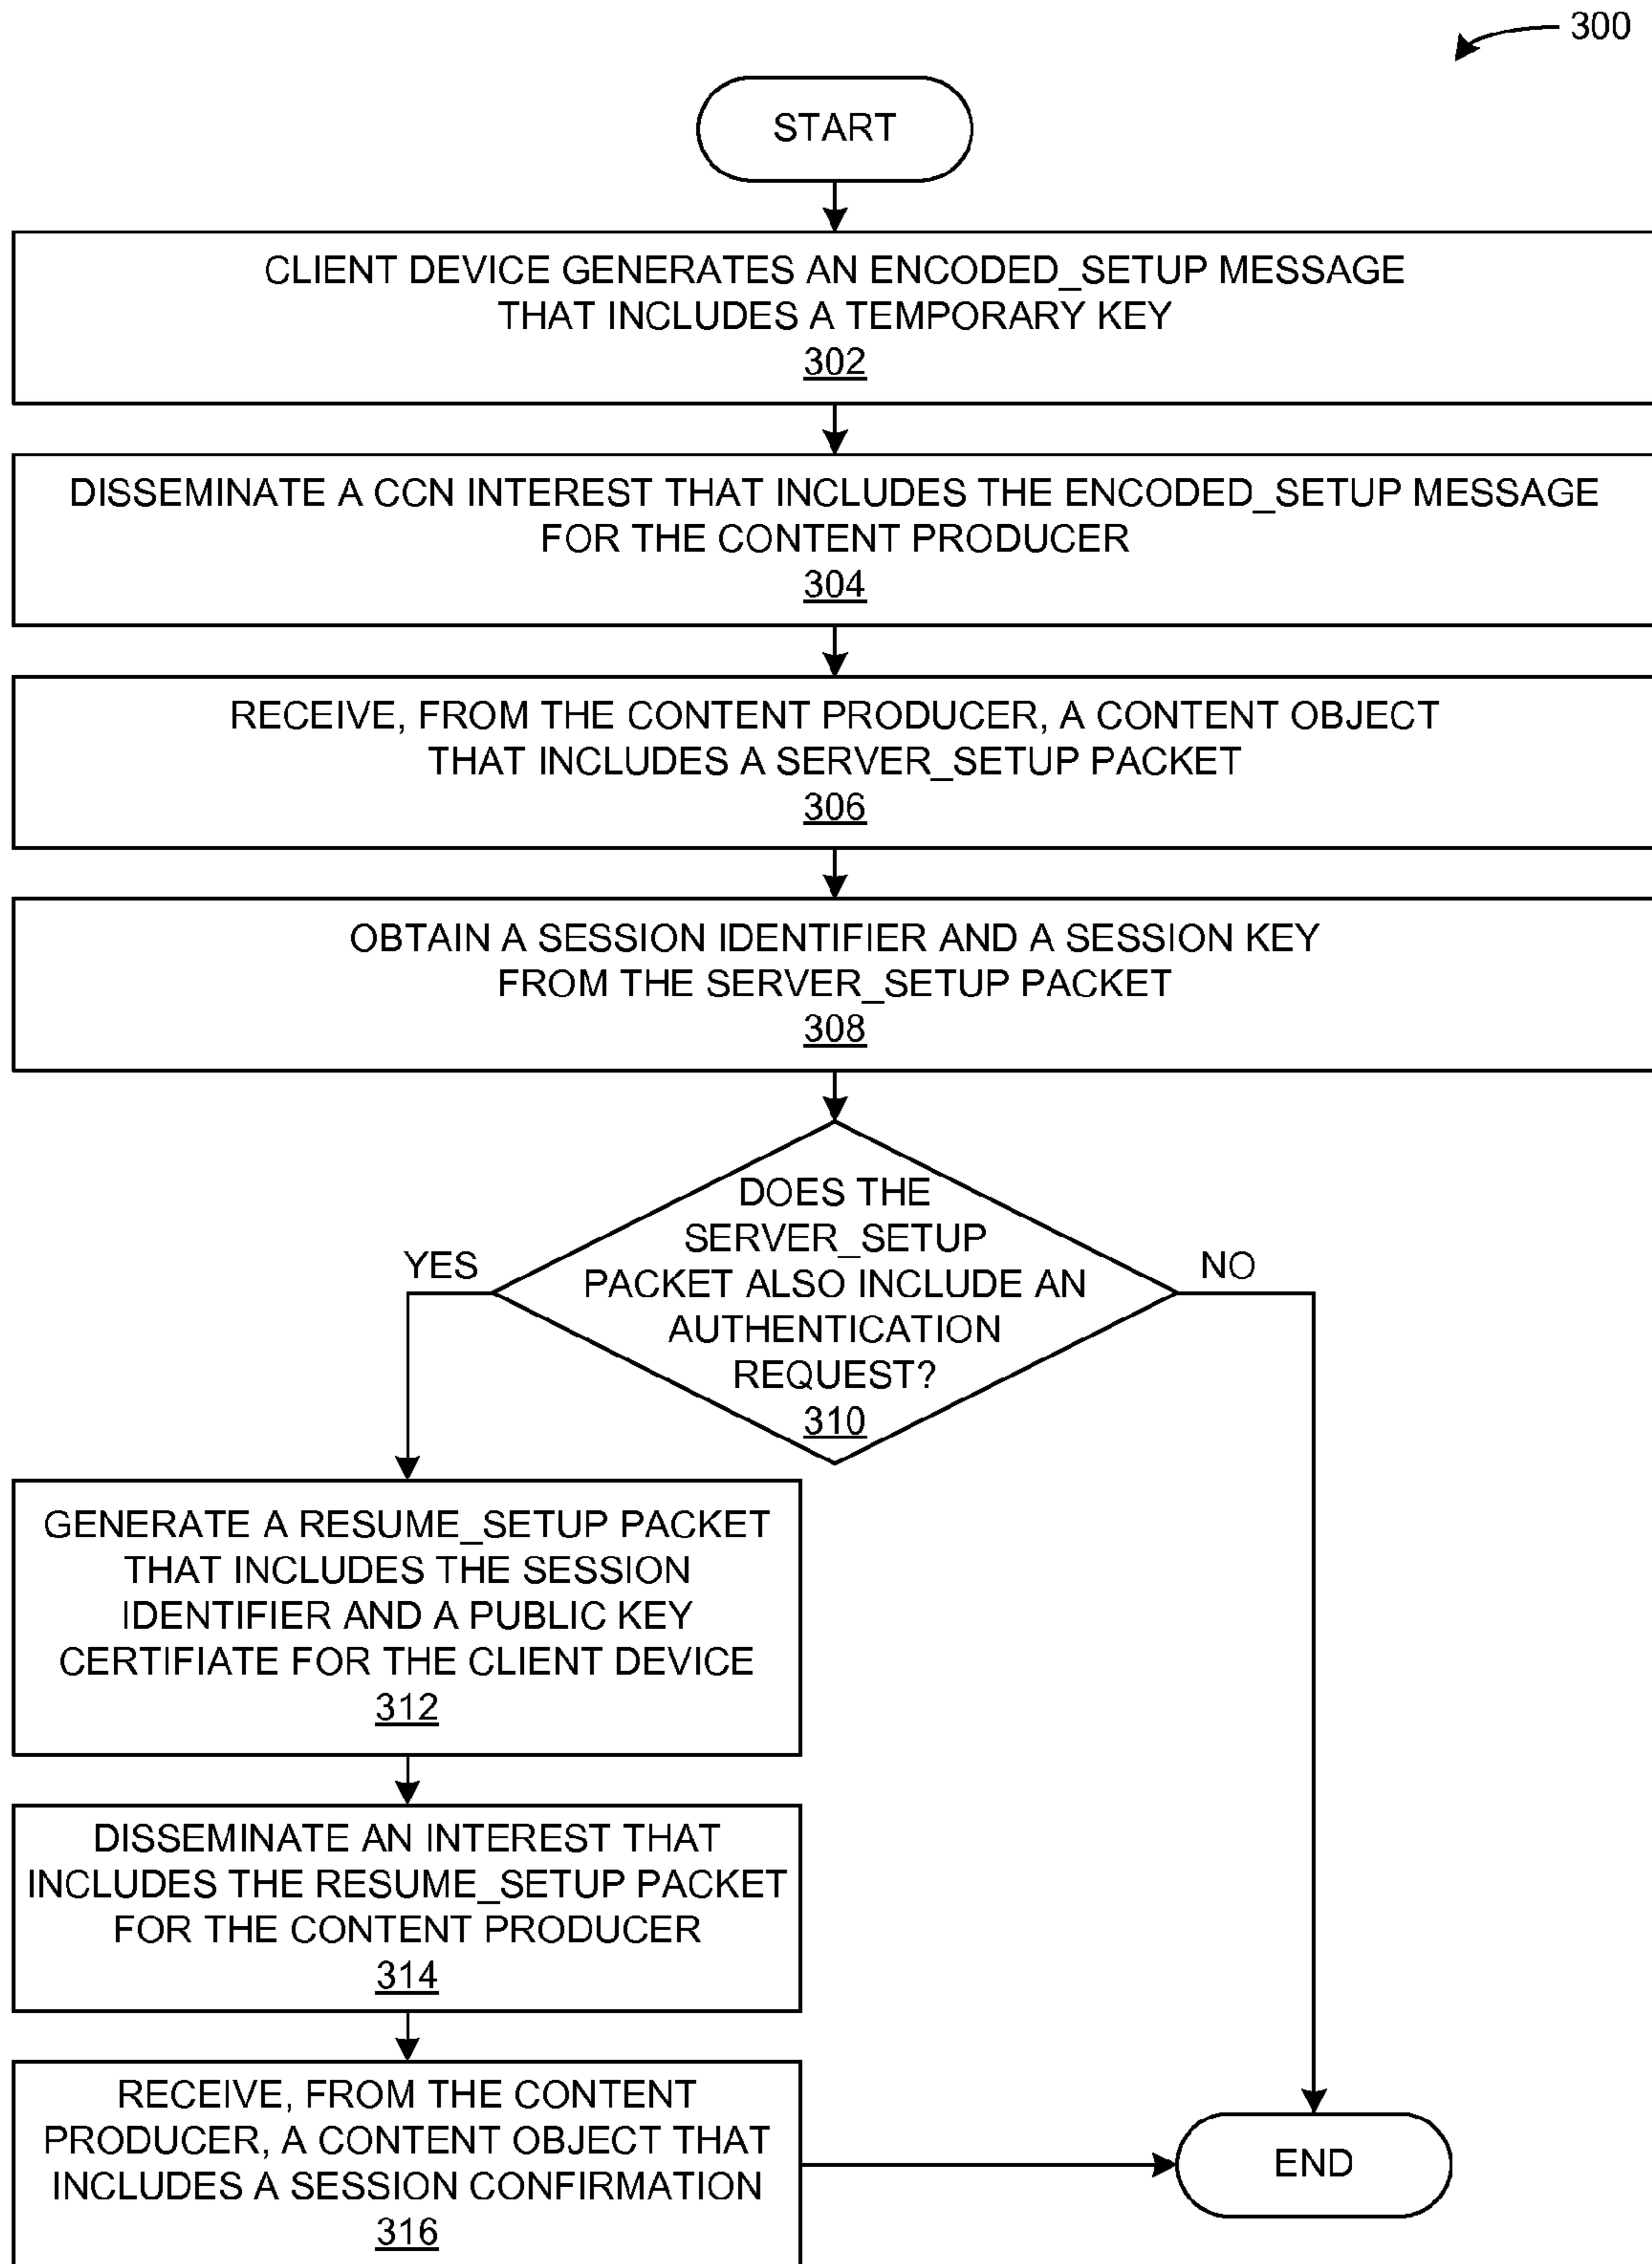 300
START
CLIENT DEVICE GENERATES AN ENCODED_SETUP MESSAGE
THAT INCLUDES A TEMPORARY KEY
302
DISSEMINATE A CCN INTEREST THAT INCLUDES THE ENCODED_SETUP MESSAGE
FOR THE CONTENT PRODUCER
304
RECEIVE, FROM THE CONTENT PRODUCER, A CONTENT OBJECT
THAT INCLUDES A SERVER_SETUP PACKET
306
OBTAIN A SESSION IDENTIFIER AND A SESSION KEY
FROM THE SERVER_SETUP PACKET
308
DOES THE
SERVER_SETUP
PACKET ALSO INCLUDE AN
AUTHENTICATION
REQUEST?
310
YES
NO
GENERATE A RESUME_SETUP PACKET
THAT INCLUDES THE SESSION
IDENTIFIER AND A PUBLIC KEY
CERTIFIATE FOR THE CLIENT DEVICE
312
DISSEMINATE AN INTEREST THAT
INCLUDES THE RESUME_SETUP PACKET
FOR THE CONTENT PRODUCER
314
RECEIVE, FROM THE CONTENT
PRODUCER, A CONTENT OBJECT THAT
INCLUDES A SESSION CONFIRMATION
316
END